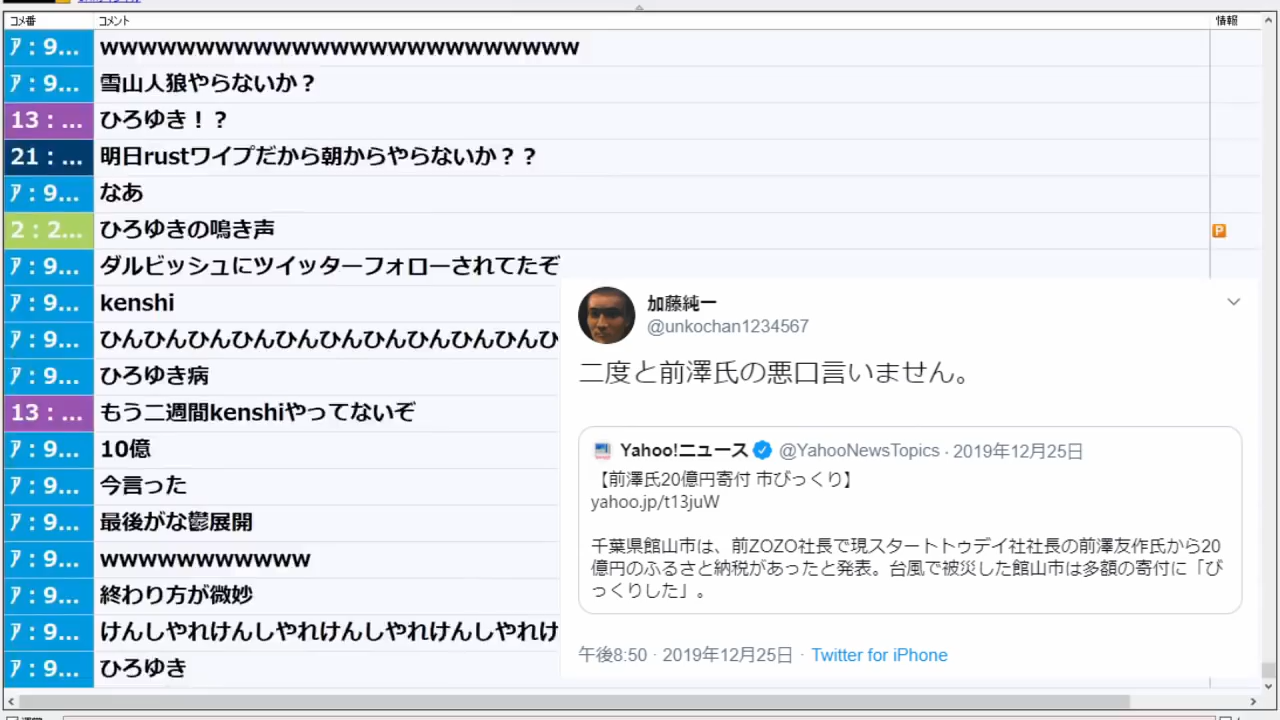 コメ番 コメント 情報
ｱ：9... wwwwwwwwwwwwwwwwwwwwwwwwww
ｱ：9... 雪山人狼やらないか？
13：... ひろゆき！？
21：... 明日rustワイプだから朝からやらないか？？
ｱ：9... なあ
2：2... ひろゆきの鳴き声 P
ｱ：9... ダルビッシュにツイッターフォローされてたぞ
ｱ：9... kenshi
ｱ：9... ひんひんひんひんひんひんひんひんひんひんひ
ｱ：9... ひろゆき病
13：... もう二週間kenshiやってないぞ
ｱ：9... 10億
ｱ：9... 今言った
ｱ：9... 最後がな鬱展開
ｱ：9... wwwwwwwwwww
ｱ：9... 終わり方が微妙
ｱ：9... けんしやれけんしやれけんしやれけんしやれけ
ｱ：9... ひろゆき
加藤純一
@unkochan1234567
二度と前澤氏の悪口言いません。
Yahoo!ニュース @YahooNewsTopics · 2019年12月25日
【前澤氏20億円寄付 市びっくり】
yahoo.jp/t13juW
千葉県館山市は、前ZOZO社長で現スタートトゥデイ社社長の前澤友作氏から20
億円のふるさと納税があったと発表。台風で被災した館山市は多額の寄付に「び
っくりした」。
午後8:50 · 2019年12月25日 · Twitter for iPhone